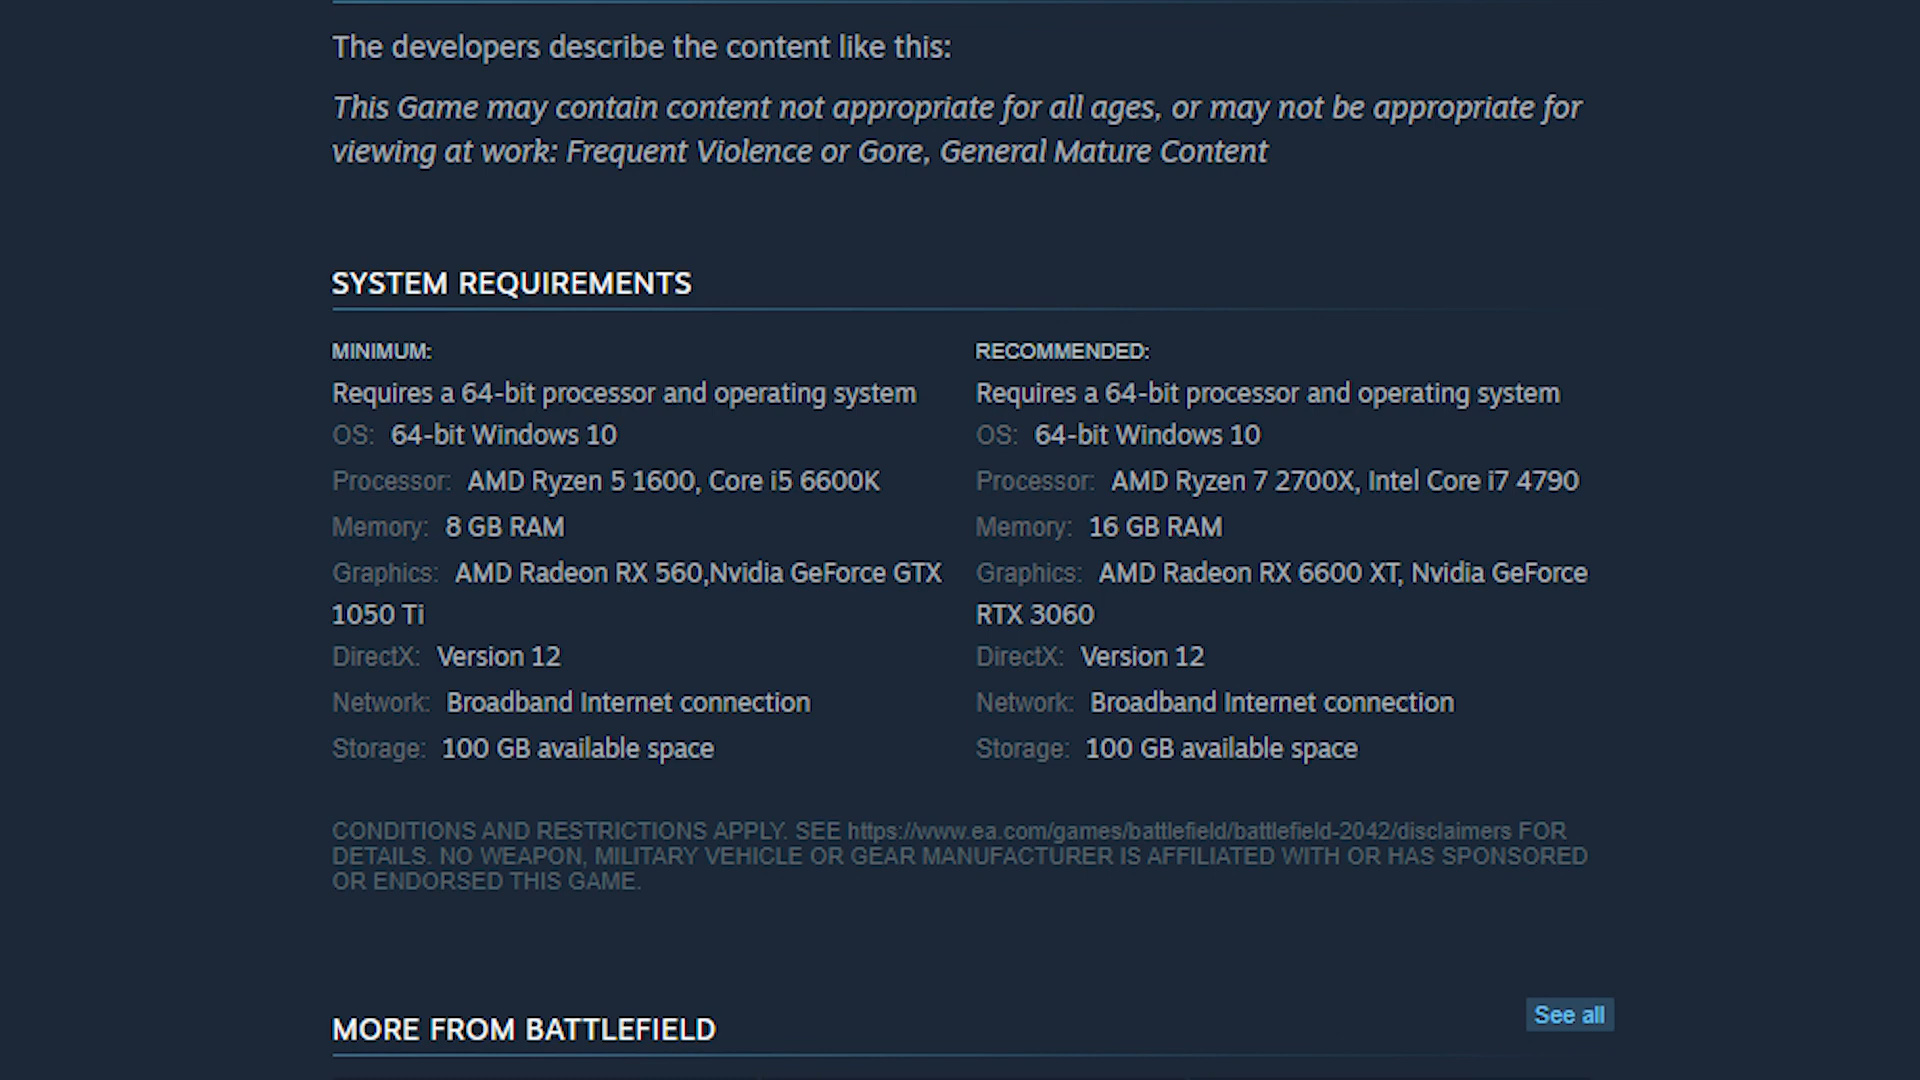 The developers describe the content like this:
This Game may contain content not appropriate for all ages, or may not be appropriate for
viewing at work: Frequent Violence or Gore, General Mature Content
SYSTEM REQUIREMENTS
MINIMUM:
Requires a 64-bit processor and operating system
OS: 64-bit Windows 10
Processor: AMD Ryzen 5 1600, Core i5 6600K
Memory: 8 GB RAM
Graphics: AMD Radeon RX 560,Nvidia GeForce GTX
1050 Ti
DirectX: Version 12
Network: Broadband Internet connection
Storage: 100 GB available space
RECOMMENDED:
Requires a 64-bit processor and operating system
OS: 64-bit Windows 10
Processor: AMD Ryzen 7 2700X, Intel Core i7 4790
Memory: 16 GB RAM
Graphics: AMD Radeon RX 6600 XT, Nvidia GeForce
RTX 3060
DirectX: Version 12
Network: Broadband Internet connection
Storage: 100 GB available space
CONDITIONS AND RESTRICTIONS APPLY. SEE https://www.ea.com/games/battlefield/battlefield-2042/disclaimers FOR
DETAILS. NO WEAPON, MILITARY VEHICLE OR GEAR MANUFACTURER IS AFFILIATED WITH OR HAS SPONSORED
OR ENDORSED THIS GAME.
MORE FROM BATTLEFIELD
See all